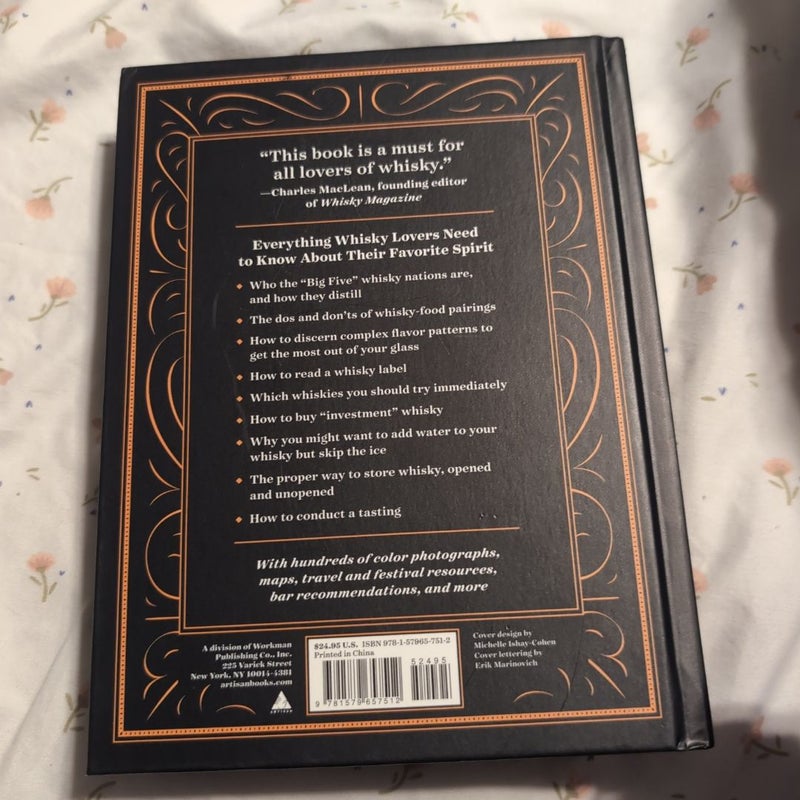 “This book is a must for
all lovers of whisky.”
—Charles MacLean, founding editor
of Whisky Magazine
Everything Whisky Lovers Need
to Know About Their Favorite Spirit
Who the “Big Five” whisky nations are,
and how they distill
The dos and don'ts of whisky-food pairings
How to discern complex flavor patterns to
get the most out of your glass
How to read a whisky label
Which whiskies you should try immediately
How to buy “investment” whisky
Why you might want to add water to your
whisky but skip the ice
The proper way to store whisky, opened
and unopened
How to conduct a tasting
With hundreds of color photographs,
maps, travel and festival resources,
bar recommendations, and more
A division of Workman
Publishing Co., Inc.
225 Varick Street
New York, NY 10014-4381
artisanbooks.com
ARTISAN
$24.95 U.S. ISBN 978-1-57965-751-2
Printed in China
52495
9 781579 657512
Cover design by
Michelle Ishay-Cohen
Cover lettering by
Erik Marinovich